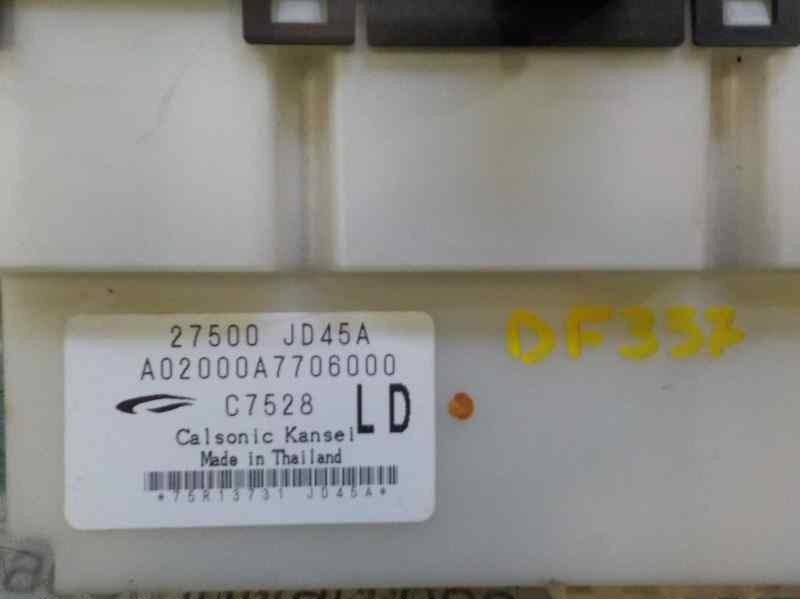 27500 JD45A
A02000A7706000
C7528 LD
Calsonic Kansei
Made in Thailand
*75R13731 JD45A*
DF337